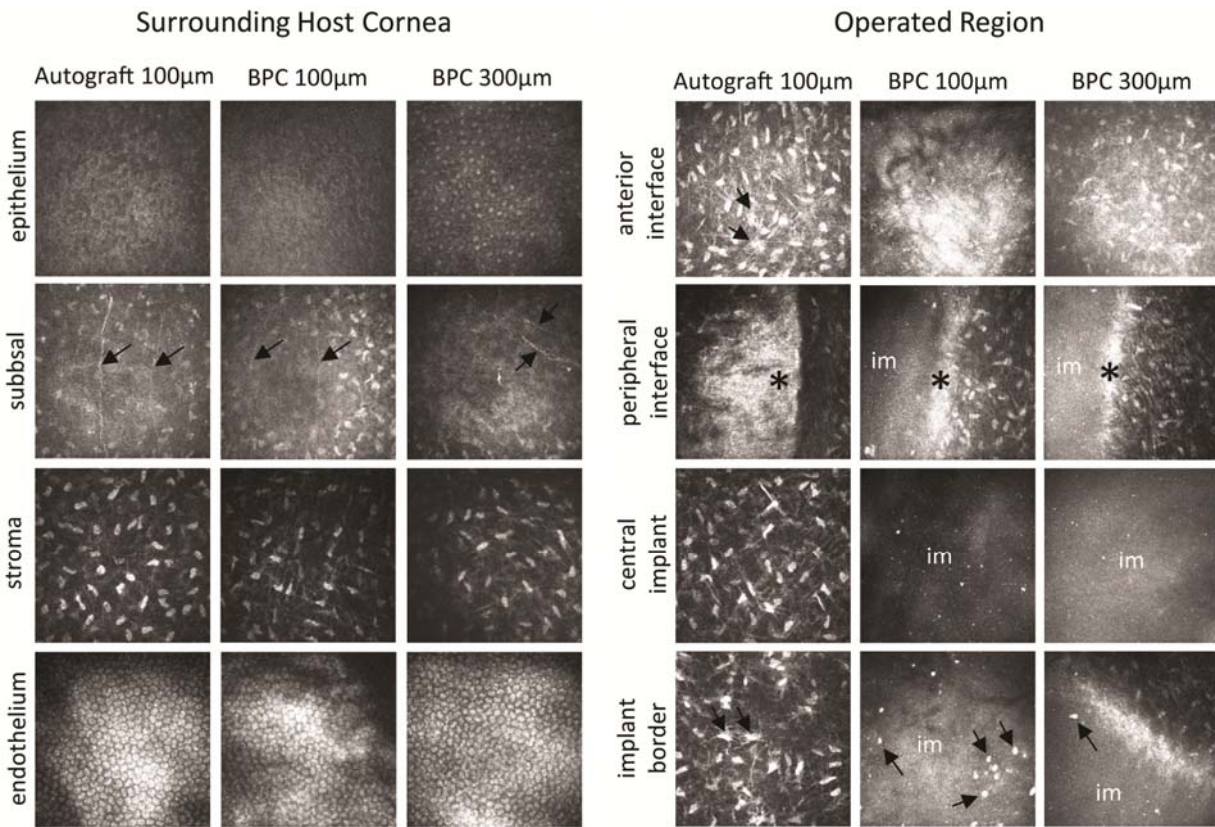 Surrounding Host Cornea
Operated Region
Autograft 100µm
BPC 100µm
BPC 300µm
Autograft 100µm
BPC 100µm
BPC 300µm
epithelium
anterior
interface
subbsal
peripheral
interface
*
im
*
im
*
stroma
central
implant
im
im
endothelium
implant
border
im
im